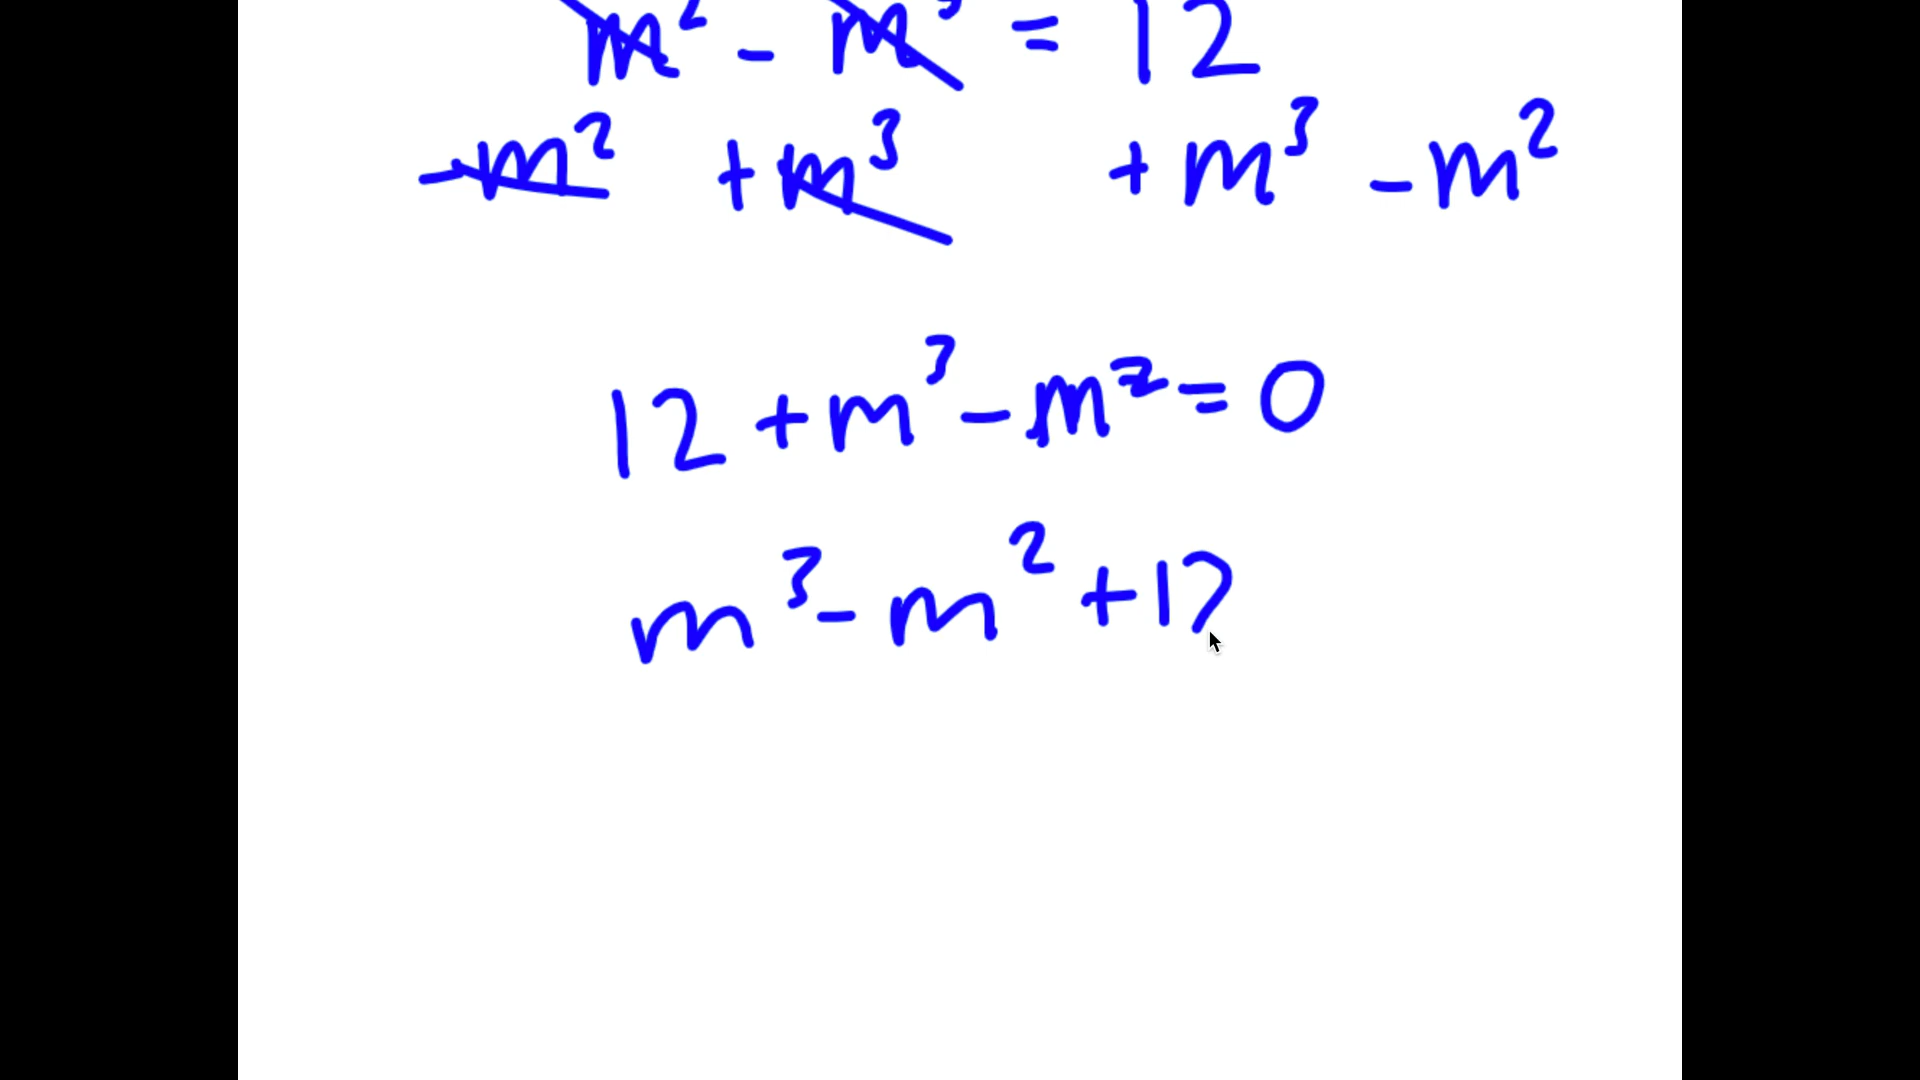 m² - m³ = 12
-m² +m³ +m³ -m²
12 + m³ - m² = 0
m³ - m² + 12